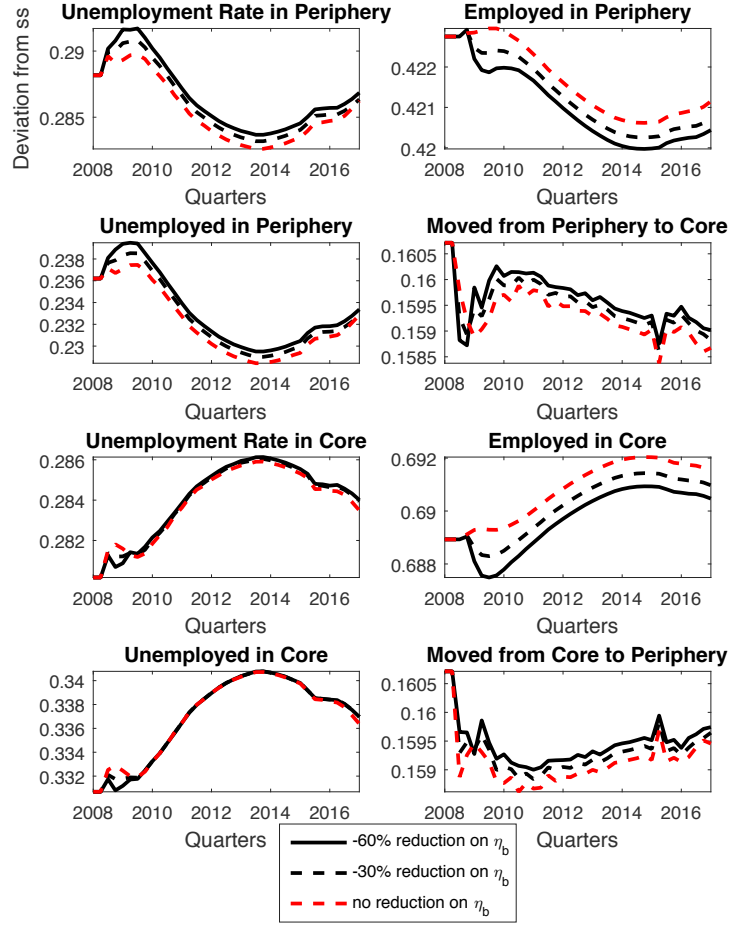 Unemployment Rate in Periphery
Employed in Periphery
Deviation from ss
0.29
0.285
2008 2010 2012 2014 2016
Quarters
0.422
0.421
0.42
2008 2010 2012 2014 2016
Quarters
Unemployed in Periphery
Moved from Periphery to Core
0.238
0.236
0.234
0.232
0.23
2008 2010 2012 2014 2016
Quarters
0.1605
0.16
0.1595
0.159
0.1585
2008 2010 2012 2014 2016
Quarters
Unemployment Rate in Core
Employed in Core
0.286
0.284
0.282
2008 2010 2012 2014 2016
Quarters
0.692
0.69
0.688
2008 2010 2012 2014 2016
Quarters
Unemployed in Core
Moved from Core to Periphery
0.34
0.339
0.336
0.333
0.332
2008 2010 2012 2014 2016
Quarters
0.1605
0.16
0.1595
0.159
2008 2010 2012 2014 2016
Quarters
-60% reduction on η_b
-30% reduction on η_b
no reduction on η_b